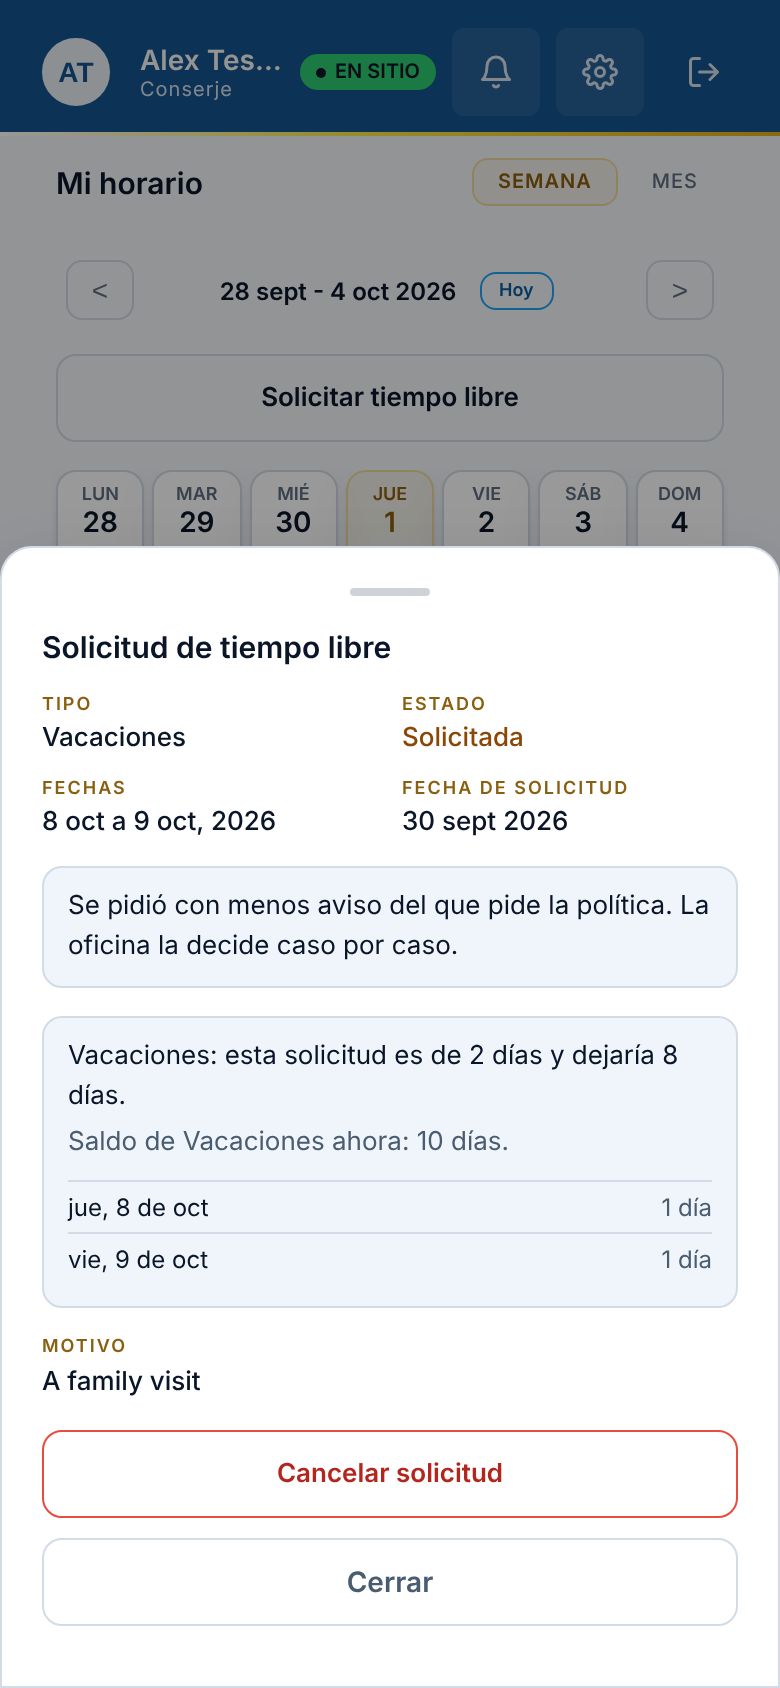 AT
Alex Tes...
Conserje
EN SITIO
Mi horario
SEMANA
MES
<
28 sept - 4 oct 2026
Hoy
>
Solicitar tiempo libre
LUN
28
MAR
29
MIÉ
30
JUE
1
VIE
2
SÁB
3
DOM
4
Solicitud de tiempo libre
TIPO
Vacaciones
ESTADO
Solicitada
FECHAS
8 oct a 9 oct, 2026
FECHA DE SOLICITUD
30 sept 2026
Se pidió con menos aviso del que pide la política. La
oficina la decide caso por caso.
Vacaciones: esta solicitud es de 2 días y dejaría 8
días.
Saldo de Vacaciones ahora: 10 días.
jue, 8 de oct
1 día
vie, 9 de oct
1 día
MOTIVO
A family visit
Cancelar solicitud
Cerrar